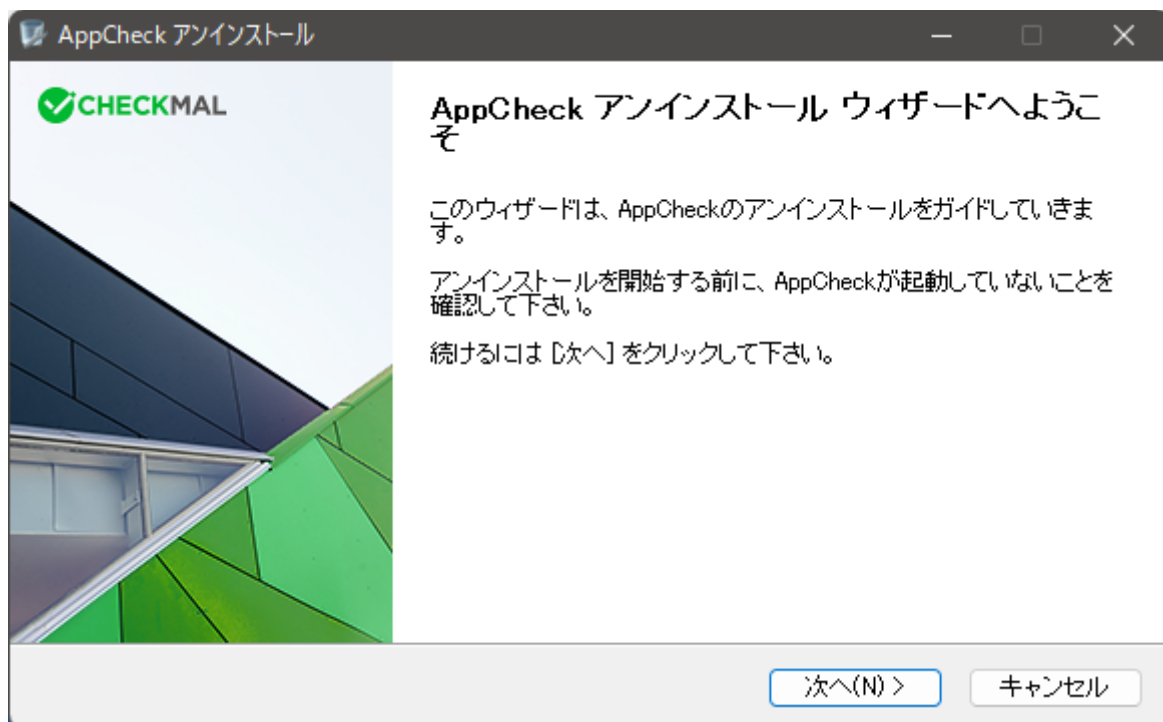 AppCheck アンインストール
CHECKMAL
AppCheck アンインストール ウィザードへようこ
そ
このウィザードは、AppCheckのアンインストールをガイドしていきま
す。
アンインストールを開始する前に、AppCheckが起動していないことを
確認して下さい。
続けるには [次へ] をクリックして下さい。
次へ(N) >
キャンセル